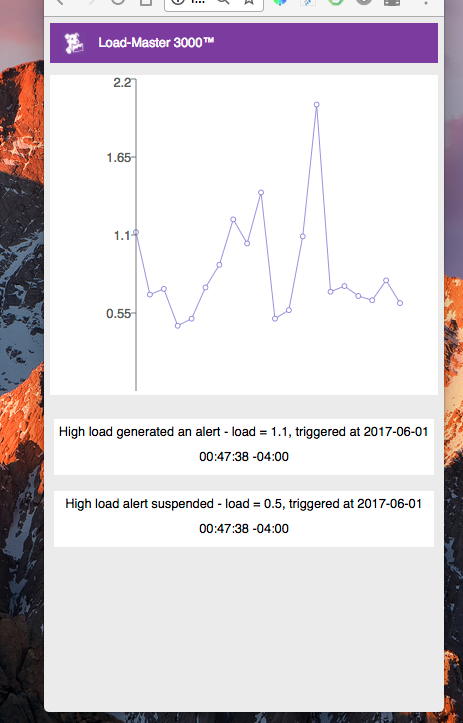 Load-Master 3000™
2.2
1.65
1.1
0.55
High load generated an alert - load = 1.1, triggered at 2017-06-01
00:47:38 -04:00
High load alert suspended - load = 0.5, triggered at 2017-06-01
00:47:38 -04:00